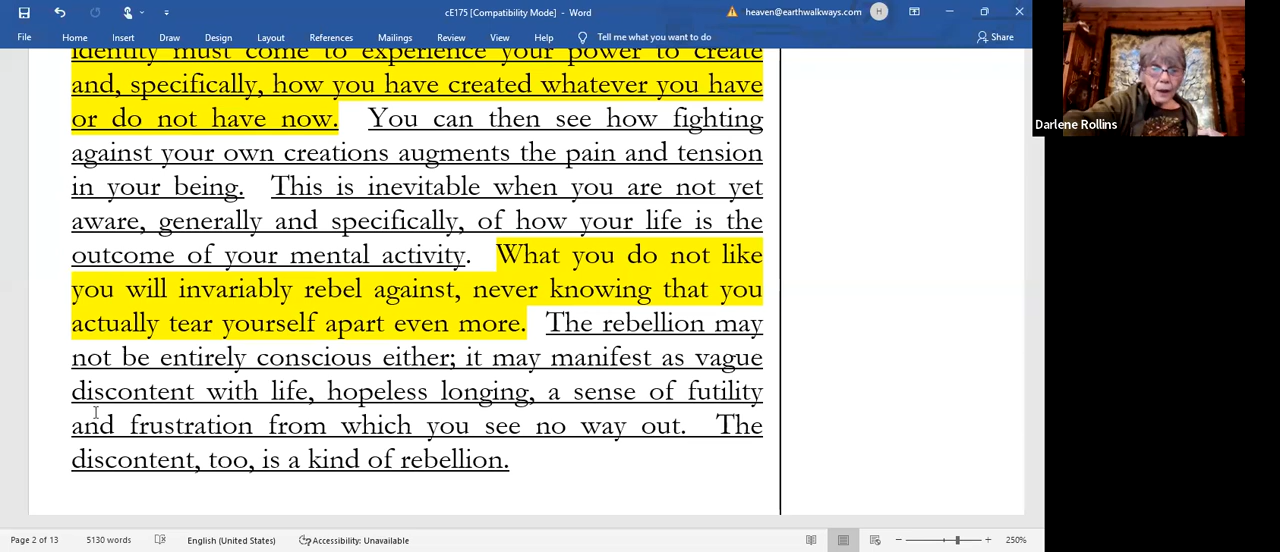 cE175 [Compatibility Mode] - Word
heaven@earthwalkways.com
H
File Home Insert Draw Design Layout References Mailings Review View Help Tell me what you want to do Share
identity must come to experience your power to create
and, specifically, how you have created whatever you have
or do not have now. You can then see how fighting
against your own creations augments the pain and tension
in your being. This is inevitable when you are not yet
aware, generally and specifically, of how your life is the
outcome of your mental activity. What you do not like
you will invariably rebel against, never knowing that you
actually tear yourself apart even more. The rebellion may
not be entirely conscious either; it may manifest as vague
discontent with life, hopeless longing, a sense of futility
and frustration from which you see no way out. The
discontent, too, is a kind of rebellion.
Darlene Rollins
Page 2 of 13 5130 words English (United States) Accessibility: Unavailable 250%